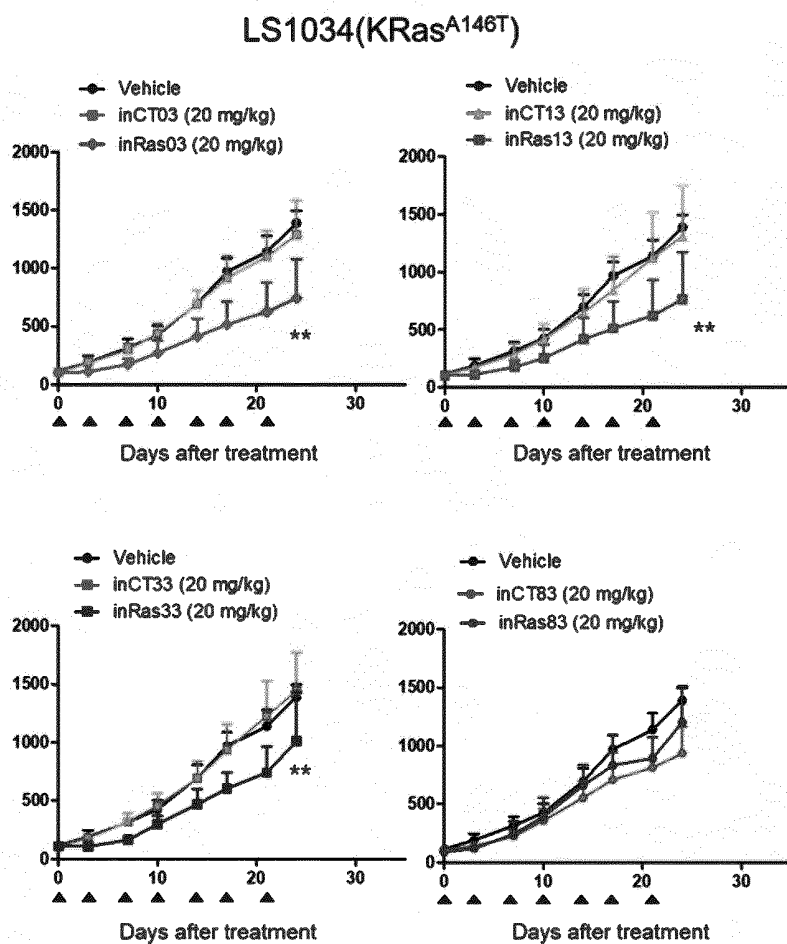 LS1034(KRasA146T)
Vehicle
inCT03 (20 mg/kg)
inRas03 (20 mg/kg)
2000
1500
1000
500
0
0 10 20 30
Days after treatment
Vehicle
inCT13 (20 mg/kg)
inRas13 (20 mg/kg)
2000
1500
1000
500
0
0 10 20 30
Days after treatment
**
**
Vehicle
inCT33 (20 mg/kg)
inRas33 (20 mg/kg)
2000
1500
1000
500
0
0 10 20 30
Days after treatment
**
Vehicle
inCT83 (20 mg/kg)
inRas83 (20 mg/kg)
2000
1500
1000
500
0
0 10 20 30
Days after treatment